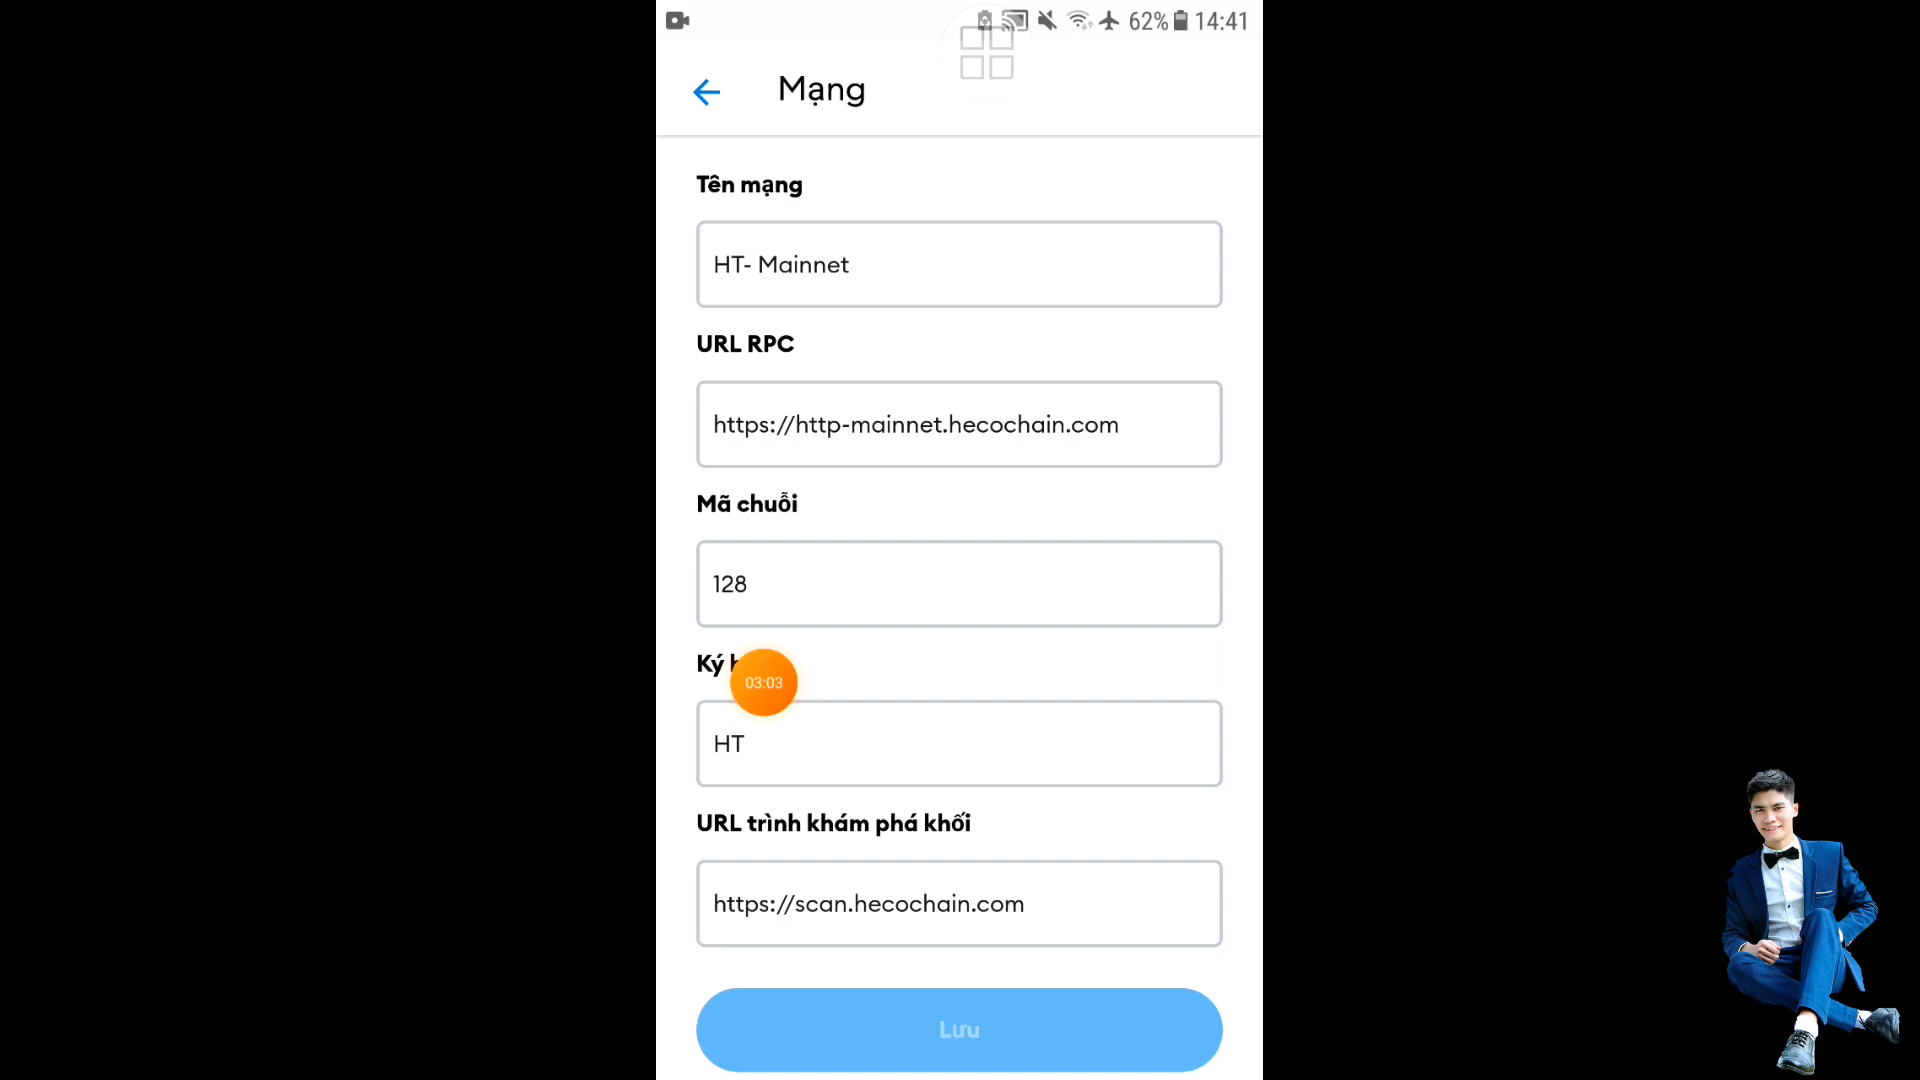 62% 14:41
Mạng
Tên mạng
HT- Mainnet
URL RPC
https://http-mainnet.hecochain.com
Mã chuỗi
128
Ký
03:03
HT
URL trình khám phá khối
https://scan.hecochain.com
Lưu